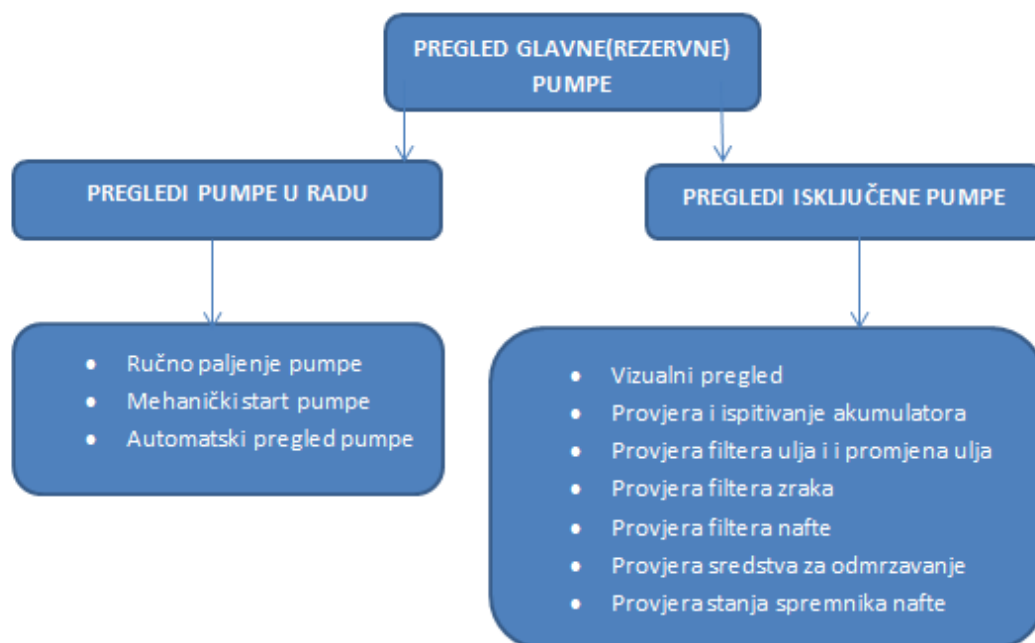 PREGLED GLAVNE(REZERVNE)
PUMPE
PREGLEDI PUMPE U RADU
PREGLEDI ISKLJUČENE PUMPE
• Ručno paljenje pumpe
• Mehanički start pumpe
• Automatski pregled pumpe
• Vizualni pregled
• Provjera i ispitivanje akumulatora
• Provjera filtera ulja i i promjena ulja
• Provjera filtera zraka
• Provjera filtera nafte
• Provjera sredstva za odmrzavanje
• Provjera stanja spremnika nafte